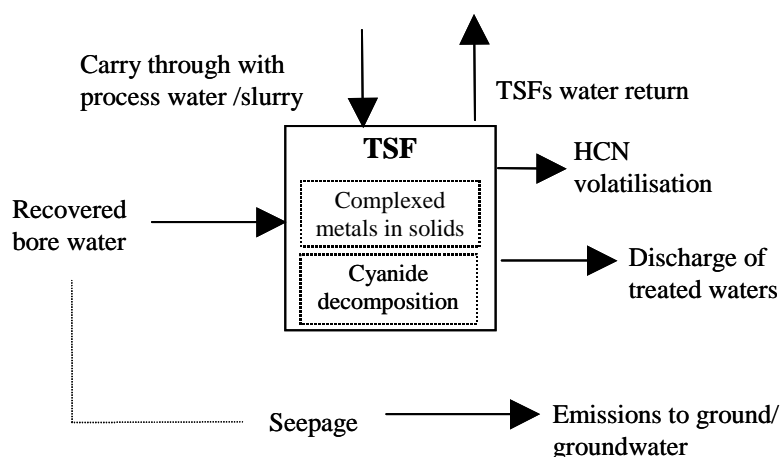 Carry through with
process water /slurry
TSFs water return
TSF
HCN
volatilisation
Complexed
metals in solids
Recovered
bore water
Cyanide
decomposition
Discharge of
treated waters
Seepage
Emissions to ground/
groundwater